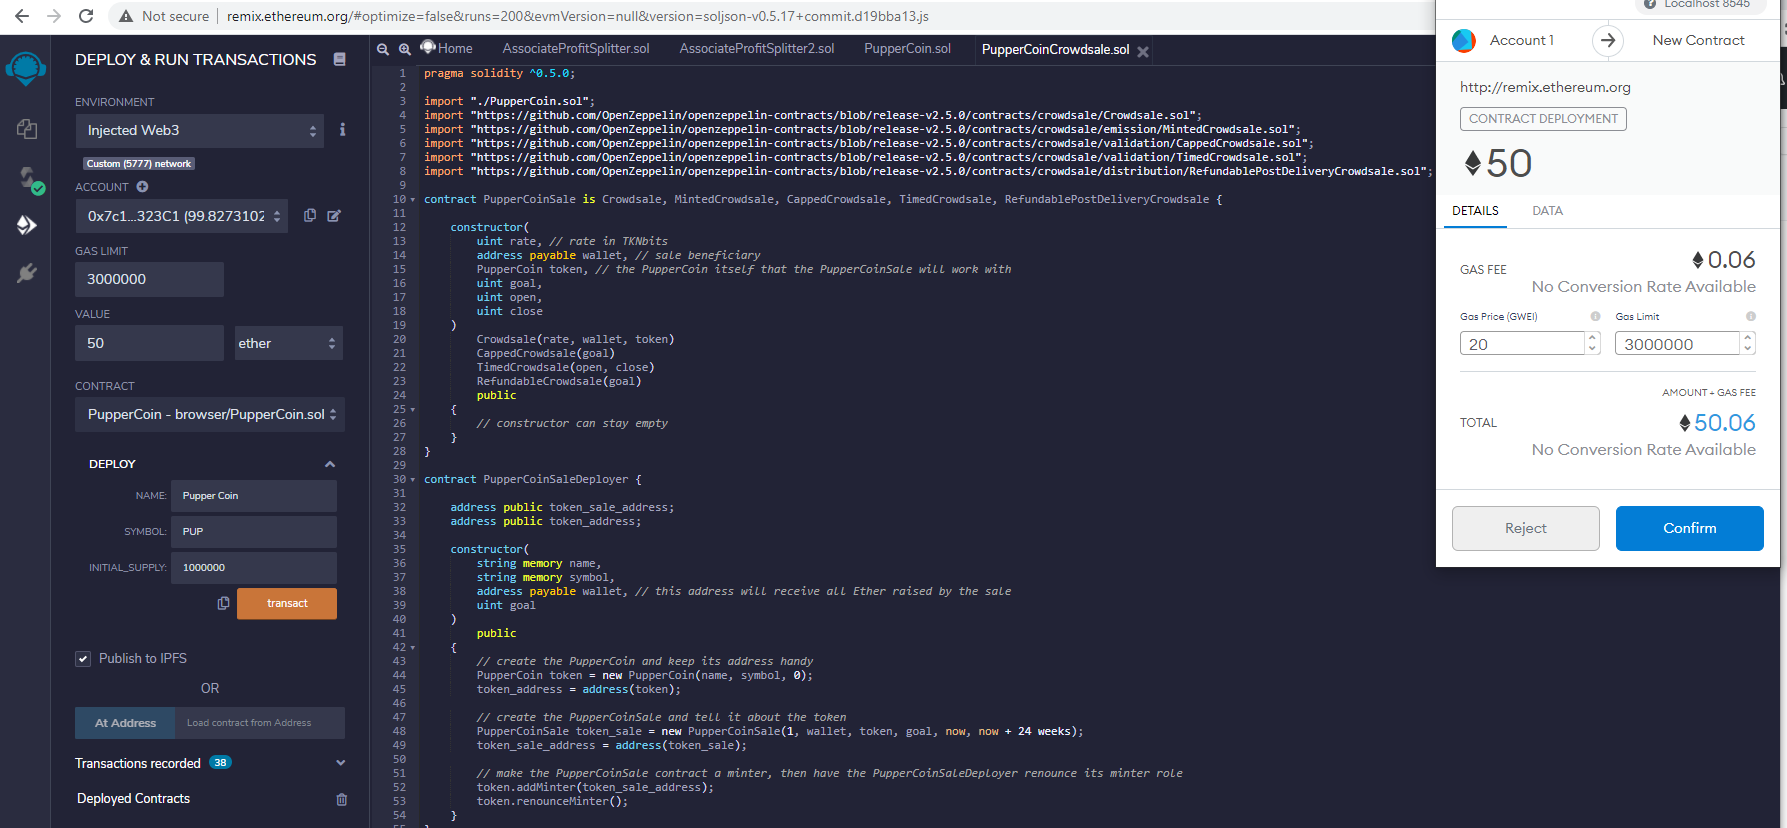 Not secure
remix.ethereum.org/#optimize=false&runs=200&evmVersion=null&version=soljson-v0.5.17+commit.d19bba13.js
DEPLOY & RUN TRANSACTIONS
ENVIRONMENT
Injected Web3
Custom (5777) network
ACCOUNT
0x7c1...323C1 (99.8273102
GAS LIMIT
3000000
VALUE
50
ether
CONTRACT
PupperCoin - browser/PupperCoin.sol
DEPLOY
NAME:
Pupper Coin
SYMBOL:
PUP
INITIAL_SUPPLY:
1000000
transact
Publish to IPFS
OR
At Address
Load contract from Address
Transactions recorded 38
Deployed Contracts
Home
AssociateProfitSplitter.sol
AssociateProfitSplitter2.sol
PupperCoin.sol
PupperCoinCrowdsale.sol
1 pragma solidity ^0.5.0;
2
3 import "./PupperCoin.sol";
4 import "https://github.com/OpenZeppelin/openzeppelin-contracts/blob/release-v2.5.0/contracts/crowdsale/Crowdsale.sol";
5 import "https://github.com/OpenZeppelin/openzeppelin-contracts/blob/release-v2.5.0/contracts/crowdsale/emission/MintedCrowdsale.sol";
6 import "https://github.com/OpenZeppelin/openzeppelin-contracts/blob/release-v2.5.0/contracts/crowdsale/validation/CappedCrowdsale.sol";
7 import "https://github.com/OpenZeppelin/openzeppelin-contracts/blob/release-v2.5.0/contracts/crowdsale/validation/TimedCrowdsale.sol";
8 import "https://github.com/OpenZeppelin/openzeppelin-contracts/blob/release-v2.5.0/contracts/crowdsale/distribution/RefundablePostDeliveryCrowdsale.sol";
9
10 contract PupperCoinSale is Crowdsale, MintedCrowdsale, CappedCrowdsale, TimedCrowdsale, RefundablePostDeliveryCrowdsale {
11
12 constructor(
13 uint rate, // rate in TKNbits
14 address payable wallet, // sale beneficiary
15 PupperCoin token, // the PupperCoin itself that the PupperCoinSale will work with
16 uint goal,
17 uint open,
18 uint close
19 )
20 Crowdsale(rate, wallet, token)
21 CappedCrowdsale(goal)
22 TimedCrowdsale(open, close)
23 RefundableCrowdsale(goal)
24 public
25 {
26 // constructor can stay empty
27 }
28 }
29
30 contract PupperCoinSaleDeployer {
31
32 address public token_sale_address;
33 address public token_address;
34
35 constructor(
36 string memory name,
37 string memory symbol,
38 address payable wallet, // this address will receive all Ether raised by the sale
39 uint goal
40 )
41 public
42 {
43 // create the PupperCoin and keep its address handy
44 PupperCoin token = new PupperCoin(name, symbol, 0);
45 token_address = address(token);
46
47 // create the PupperCoinSale and tell it about the token
48 PupperCoinSale token_sale = new PupperCoinSale(1, wallet, token, goal, now, now + 24 weeks);
49 token_sale_address = address(token_sale);
50
51 // make the PupperCoinSale contract a minter, then have the PupperCoinSaleDeployer renounce its minter role
52 token.addMinter(token_sale_address);
53 token.renounceMinter();
54 }
Localhost 8545
Account 1
New Contract
http://remix.ethereum.org
CONTRACT DEPLOYMENT
50
DETAILS
DATA
GAS FEE
0.06
No Conversion Rate Available
Gas Price (GWEI)
Gas Limit
20
3000000
AMOUNT + GAS FEE
TOTAL
50.06
No Conversion Rate Available
Reject
Confirm